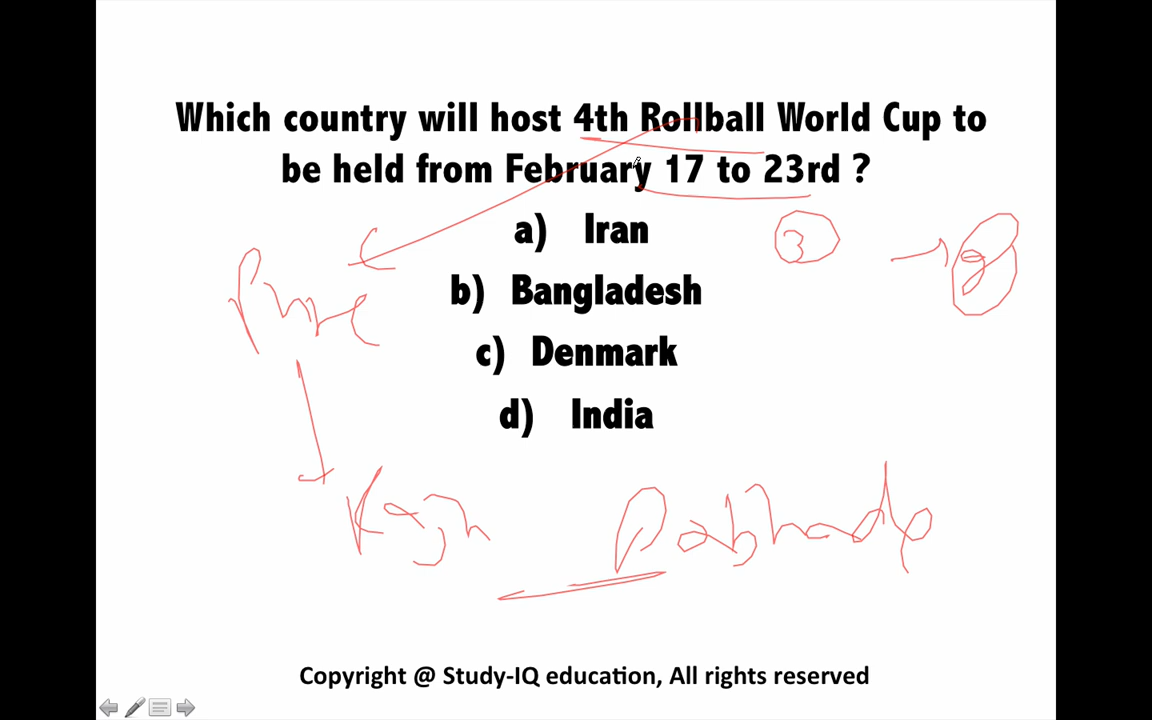 Which country will host 4th Rollball World Cup to
be held from February 17 to 23rd ?
a) Iran
3
b) Bangladesh
c) Denmark
d) India
Copyright @ Study-IQ education, All rights reserved